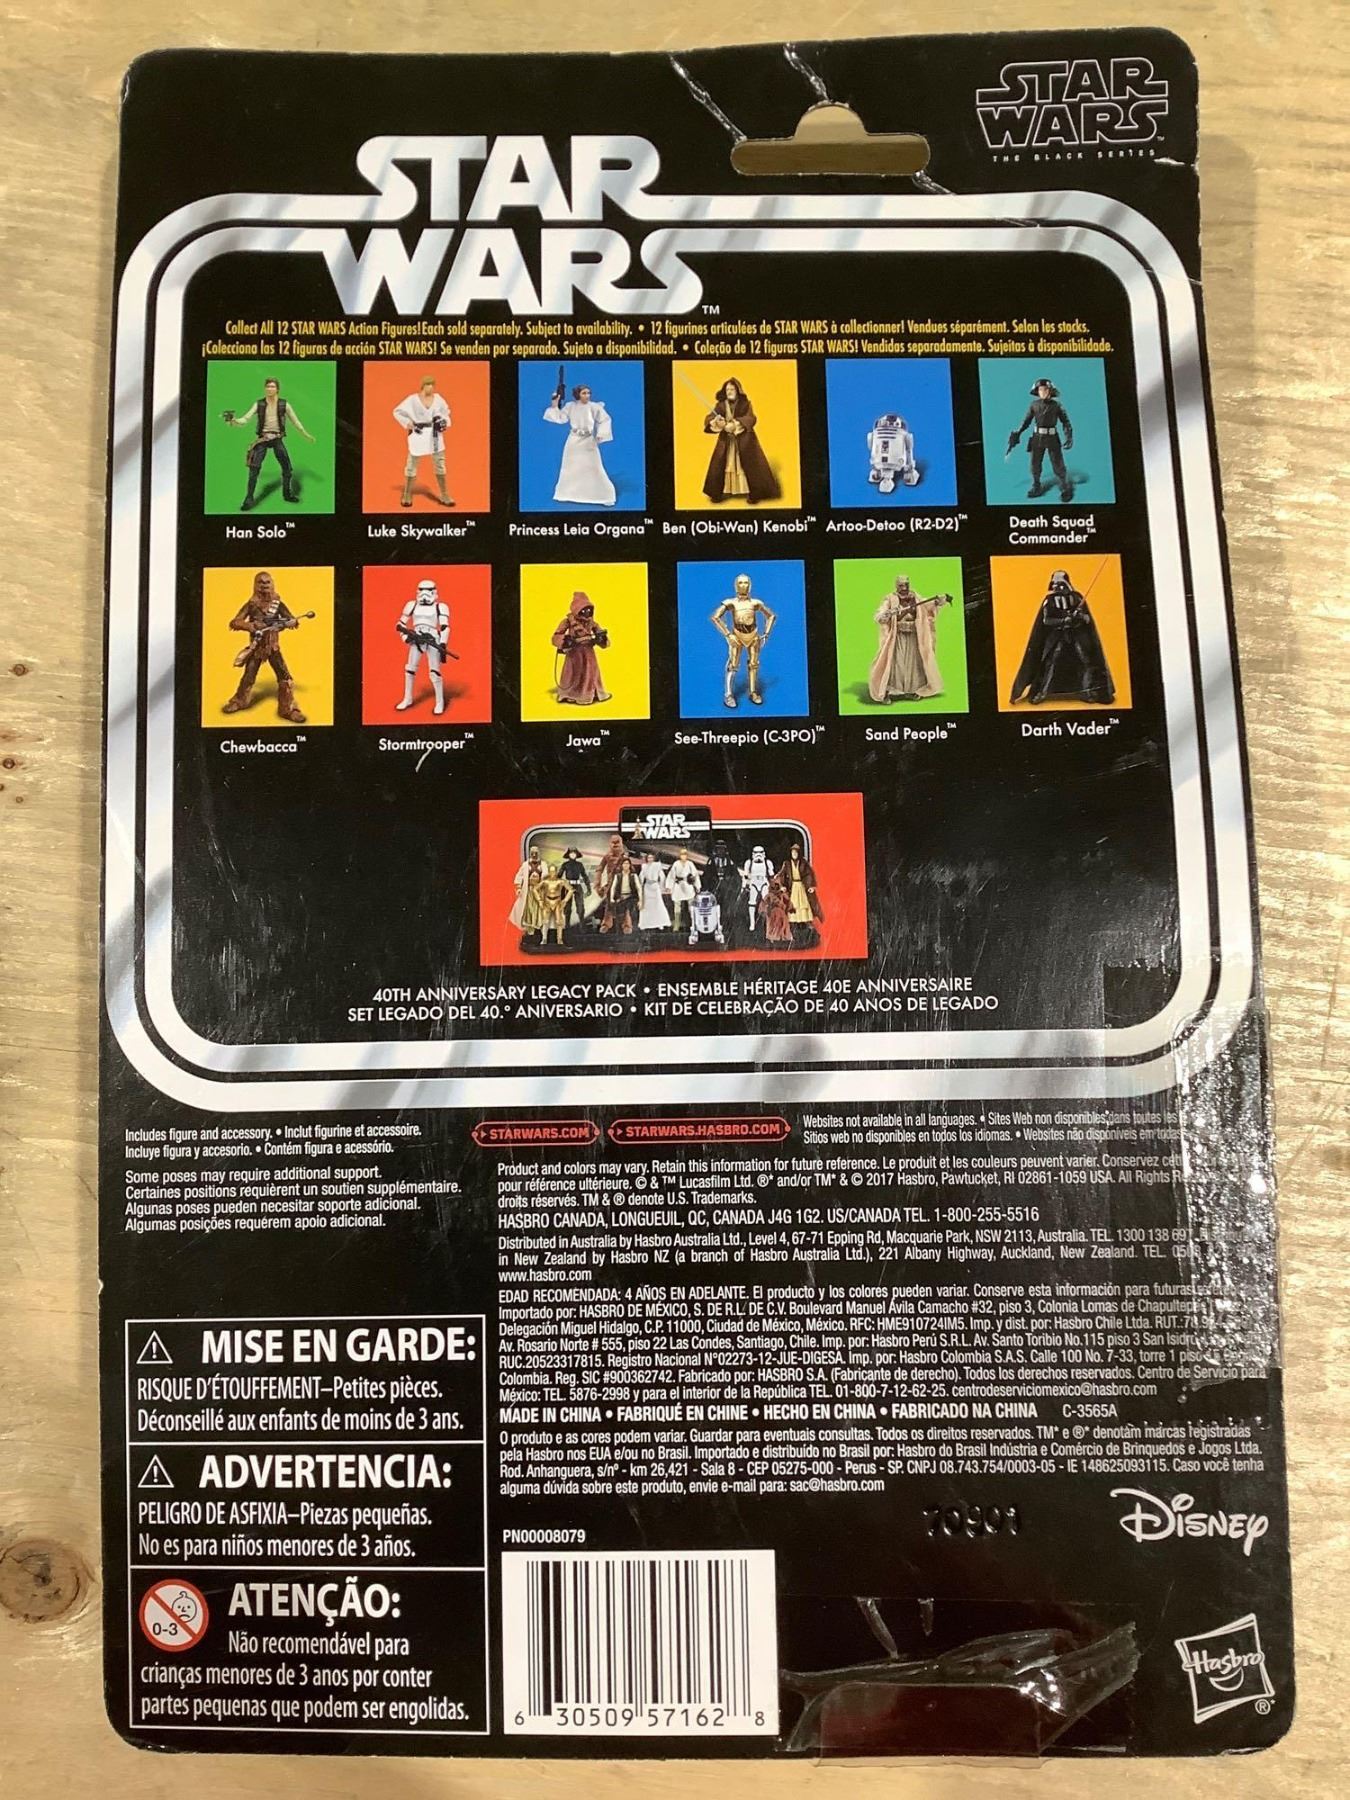 STAR
WARS
THE BLACK SERIES
STAR
WARS™
Collect All 12 STAR WARS Action Figures! Each sold separately. Subject to availability. • 12 figurines articulées de STAR WARS à collectionner! Vendues séparément. Selon les stocks.
¡Colecciona las 12 figuras de acción STAR WARS! Se venden por separado. Sujeto a disponibilidad. • Coleção de 12 figuras STAR WARS! Vendidas separadamente. Sujeitas à disponibilidade.
Han Solo™
Luke Skywalker™
Princess Leia Organa™
Ben (Obi-Wan) Kenobi™
Artoo-Detoo (R2-D2)™
Death Squad
Commander™
Chewbacca™
Stormtrooper™
Jawa™
See-Threepio (C-3PO)™
Sand People™
Darth Vader™
STAR
WARS
40TH ANNIVERSARY LEGACY PACK • ENSEMBLE HÉRITAGE 40E ANNIVERSAIRE
SET LEGADO DEL 40.° ANIVERSARIO • KIT DE CELEBRAÇÃO DE 40 ANOS DE LEGADO
Includes figure and accessory. • Inclut figurine et accessoire.
Incluye figura y accesorio. • Contém figura e acessório.
Some poses may require additional support.
Certaines positions requièrent un soutien supplémentaire.
Algunas poses pueden necesitar soporte adicional.
Algumas posições requérem apoio adicional.
STARWARS.COM
STARWARS.HASBRO.COM
Websites not available in all languages. • Sites Web non disponibles dans toutes les
Sitios web no disponibles en todos los idiomas. • Websites não disponíveis em todas
Product and colors may vary. Retain this information for future reference. Le produit et les couleurs peuvent varier. Conservez
pour référence ultérieure. © & ™ Lucasfilm Ltd. ®* and/or TM* & © 2017 Hasbro, Pawtucket, RI 02861-1059 USA. All Rights
droits réservés. TM & ® denote U.S. Trademarks.
HASBRO CANADA, LONGUEUIL, QC, CANADA J4G 1G2. US/CANADA TEL. 1-800-255-5516
Distributed in Australia by Hasbro Australia Ltd., Level 4, 67-71 Epping Rd, Macquarie Park, NSW 2113, Australia. TEL. 1300 138 697.
in New Zealand by Hasbro NZ (a branch of Hasbro Australia Ltd.), 221 Albany Highway, Auckland, New Zealand. TEL.
www.hasbro.com
EDAD RECOMENDADA: 4 AÑOS EN ADELANTE. El producto y los colores pueden variar. Conserve esta información para futuras
Importado por: HASBRO DE MÉXICO, S. DE R.L. DE C.V. Boulevard Manuel Ávila Camacho #32, piso 3, Colonia Lomas de Chapultepec,
Delegación Miguel Hidalgo, C.P. 11000, Ciudad de México, México. RFC: HME910724IM5. Imp. y dist. por: Hasbro Chile Ltda. RUT.:
Av. Rosario Norte # 555, piso 22 Las Condes, Santiago, Chile. Imp. por: Hasbro Perú S.R.L. Av. Santo Toribio No.115 piso 3 San Isidro,
RUC.20523317815. Registro Nacional N°02273-12-JUE-DIGESA. Imp. por: Hasbro Colombia S.A.S. Calle 100 No. 7-33, torre 1 piso
Colombia. Reg. SIC #900362742. Fabricado por: HASBRO S.A. (Fabricante de derecho). Todos los derechos reservados. Centro de Servicio para
México: TEL. 5876-2998 y para el interior de la República TEL. 01-800-7-12-62-25. centrodeserviciomexico@hasbro.com
MADE IN CHINA • FABRIQUÉ EN CHINE • HECHO EN CHINA • FABRICADO NA CHINA C-3565A
O produto e as cores podem variar. Guardar para eventuais consultas. Todos os direitos reservados. TM* e ®* denotam marcas registradas
pela Hasbro nos EUA e/ou no Brasil. Importado e distribuído no Brasil por: Hasbro do Brasil Indústria e Comércio de Brinquedos e Jogos Ltda.
Rod. Anhanguera, s/nº - km 26,421 - Sala 8 - CEP 05275-000 - Perus - SP. CNPJ 08.743.754/0003-05 - IE 148625093115. Caso você tenha
alguma dúvida sobre este produto, envie e-mail para: sac@hasbro.com
MISE EN GARDE:
RISQUE D'ÉTOUFFEMENT–Petites pièces.
Déconseillé aux enfants de moins de 3 ans.
ADVERTENCIA:
PELIGRO DE ASFIXIA–Piezas pequeñas.
No es para niños menores de 3 años.
0-3
ATENÇÃO:
Não recomendável para
crianças menores de 3 anos por conter
partes pequenas que podem ser engolidas.
PN00008079
70901
Disney
6 30509 57162 8
Hasbro®*